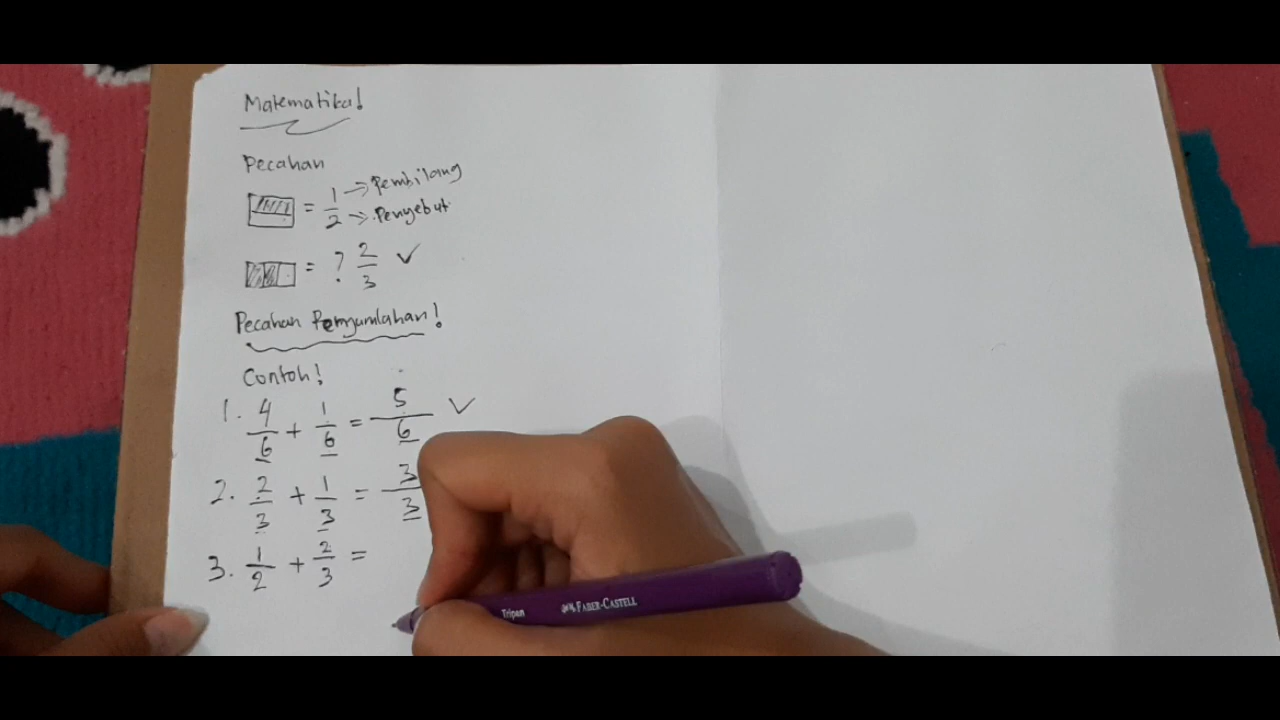 Matematika!
Pecahan
= 1/2 → Pembilang
→ Penyebut
= ? 2/3 ✓
Pecahan Penjumlahan!
Contoh!
1. 4/6 + 1/6 = 5/6 ✓
2. 2/3 + 1/3 = 3/3
3. 1/2 + 2/3 =
Tripen FABER-CASTELL